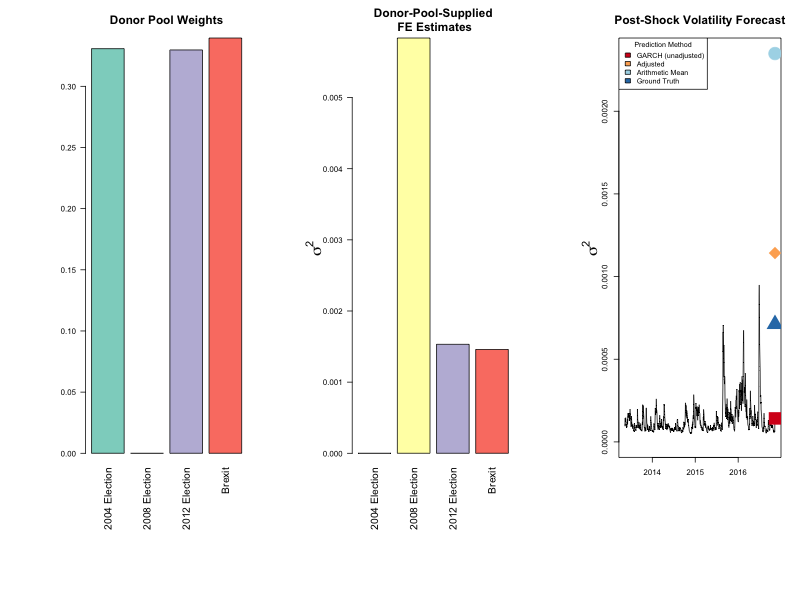 Donor Pool Weights
0.30
0.25
0.20
0.15
0.10
0.05
0.00
2004 Election
2008 Election
2012 Election
Brexit
Donor-Pool-Supplied
FE Estimates
σ²
0.005
0.004
0.003
0.002
0.001
0.000
2004 Election
2008 Election
2012 Election
Brexit
Post-Shock Volatility Forecast
Prediction Method
GARCH (unadjusted)
Adjusted
Arithmetic Mean
Ground Truth
σ²
0.0020
0.0015
0.0010
0.0005
0.0000
2014
2015
2016